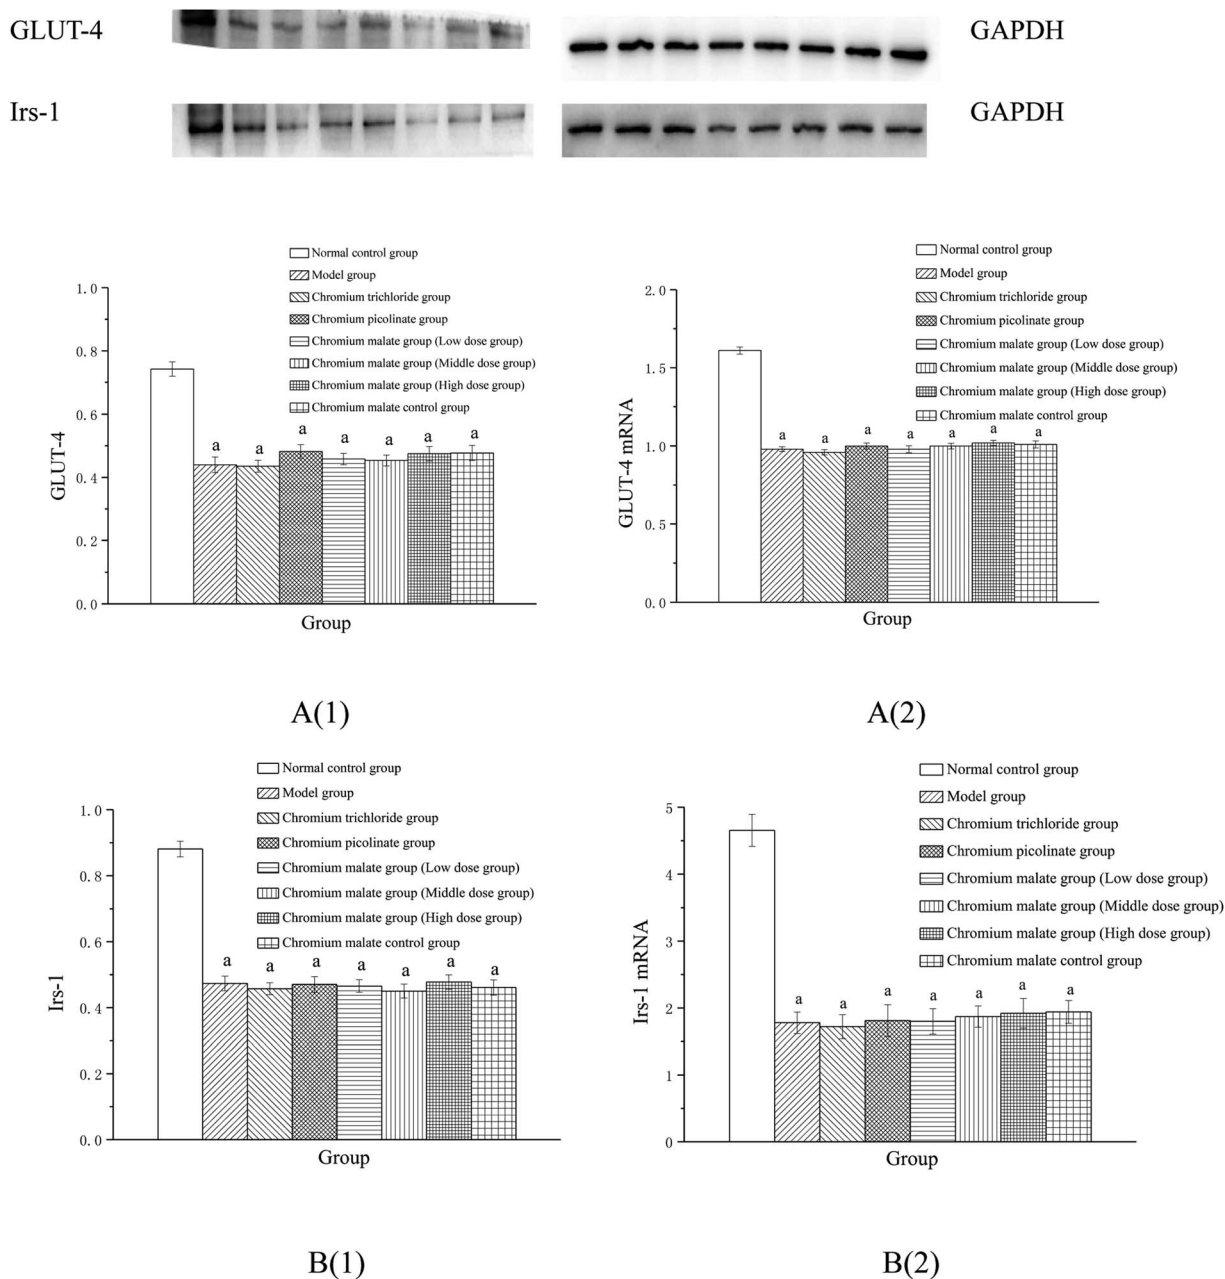 GLUT-4
GAPDH
Irs-1
GAPDH
Normal control group
Model group
Chromium trichloride group
Chromium picolinate group
Chromium malate group (Low dose group)
Chromium malate group (Middle dose group)
Chromium malate group (High dose group)
Chromium malate control group
1.0
0.8
0.6
0.4
0.2
0.0
GLUT-4
a a a a a a a
Group
A(1)
Normal control group
Model group
Chromium trichloride group
Chromium picolinate group
Chromium malate group (Low dose group)
Chromium malate group (Middle dose group)
Chromium malate group (High dose group)
Chromium malate control group
2.0
1.5
1.0
0.5
0.0
GLUT-4 mRNA
a a a a a a a
Group
A(2)
Normal control group
Model group
Chromium trichloride group
Chromium picolinate group
Chromium malate group (Low dose group)
Chromium malate group (Middle dose group)
Chromium malate group (High dose group)
Chromium malate control group
1.0
0.8
0.6
0.4
0.2
0.0
Irs-1
a a a a a a a
Group
B(1)
Normal control group
Model group
Chromium trichloride group
Chromium picolinate group
Chromium malate group (Low dose group)
Chromium malate group (Middle dose group)
Chromium malate group (High dose group)
Chromium malate control group
5
4
3
2
1
0
Irs-1 mRNA
a a a a a a a
Group
B(2)